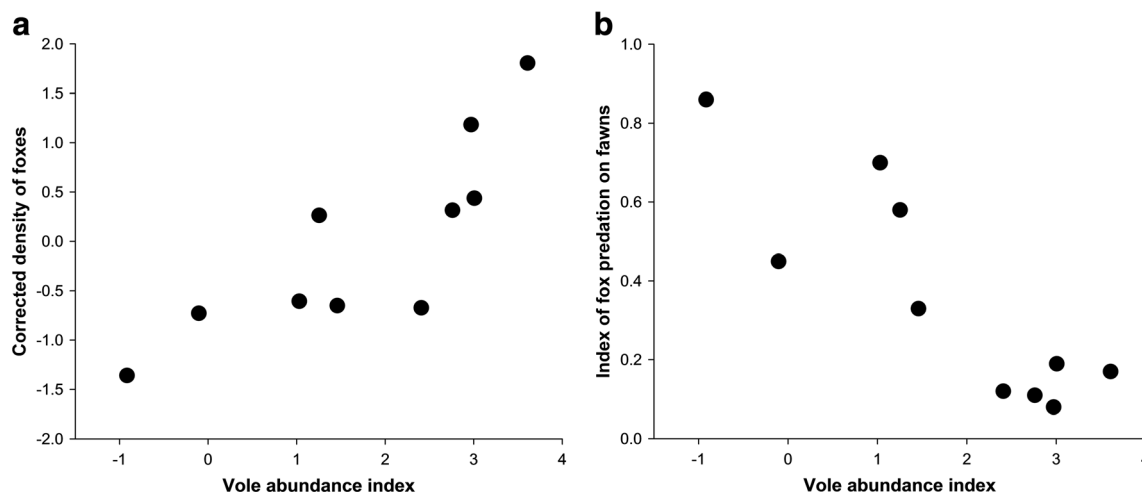 a
2.0
1.5
1.0
0.5
0.0
-0.5
-1.0
-1.5
-2.0
Corrected density of foxes
-1 0 1 2 3 4
Vole abundance index
b
1.0
0.8
0.6
0.4
0.2
0.0
Index of fox predation on fawns
-1 0 1 2 3 4
Vole abundance index